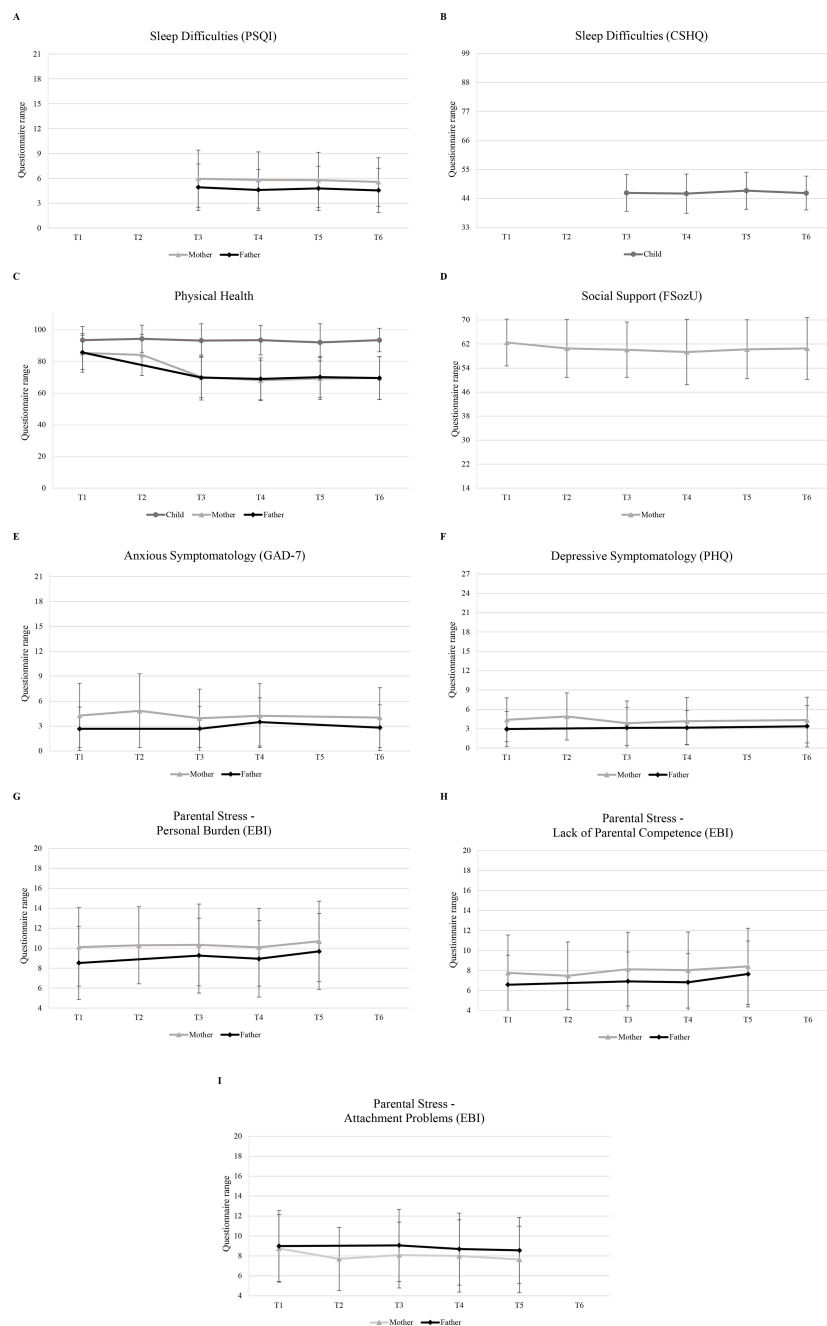 A
Sleep Difficulties (PSQI)
Questionnaire range
21
18
15
12
9
6
3
0
T1 T2 T3 T4 T5 T6
Mother Father
B
Sleep Difficulties (CSHQ)
Questionnaire range
99
88
77
66
55
44
33
T1 T2 T3 T4 T5 T6
Child
C
Physical Health
Questionnaire range
100
80
60
40
20
0
T1 T2 T3 T4 T5 T6
Child Mother Father
D
Social Support (FSozU)
Questionnaire range
70
62
54
46
38
30
22
14
T1 T2 T3 T4 T5 T6
Mother
E
Anxious Symptomatology (GAD-7)
Questionnaire range
21
18
15
12
9
6
3
0
T1 T2 T3 T4 T5 T6
Mother Father
F
Depressive Symptomatology (PHQ)
Questionnaire range
27
24
21
18
15
12
9
6
3
0
T1 T2 T3 T4 T5 T6
Mother Father
G
Parental Stress -
Personal Burden (EBI)
Questionnaire range
20
18
16
14
12
10
8
6
4
T1 T2 T3 T4 T5 T6
Mother Father
H
Parental Stress -
Lack of Parental Competence (EBI)
Questionnaire range
20
18
16
14
12
10
8
6
4
T1 T2 T3 T4 T5 T6
Mother Father
I
Parental Stress -
Attachment Problems (EBI)
Questionnaire range
20
18
16
14
12
10
8
6
4
T1 T2 T3 T4 T5 T6
Mother Father